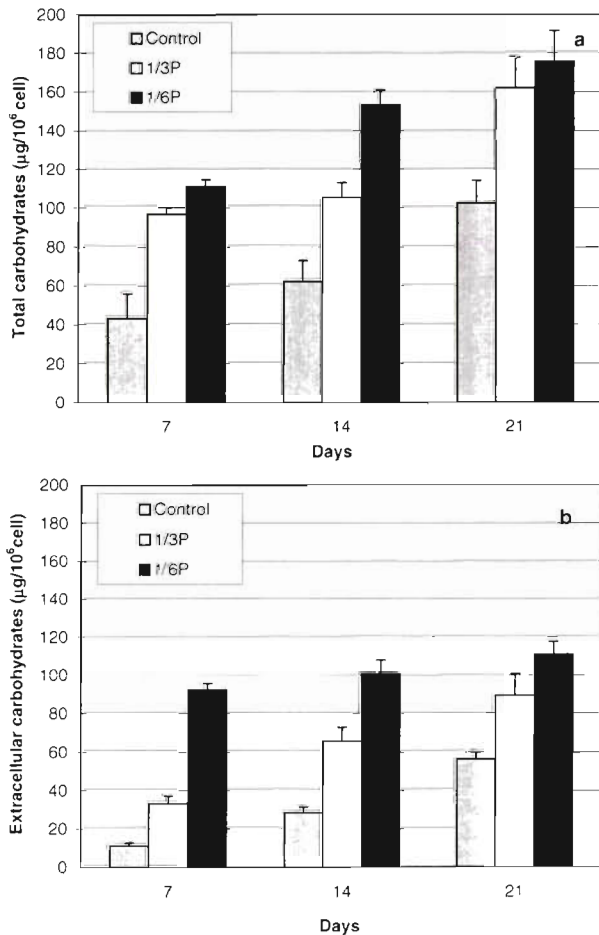 200
180
160
140
120
100
80
60
40
20
0
Total carbohydrates (µg/10⁶ cell)
Control
1/3P
1/6P
a
7 14 21
Days
200
180
160
140
120
100
80
60
40
20
0
Extracellular carbohydrates (µg/10⁶cell)
Control
1/3P
1/6P
b
7 14 21
Days